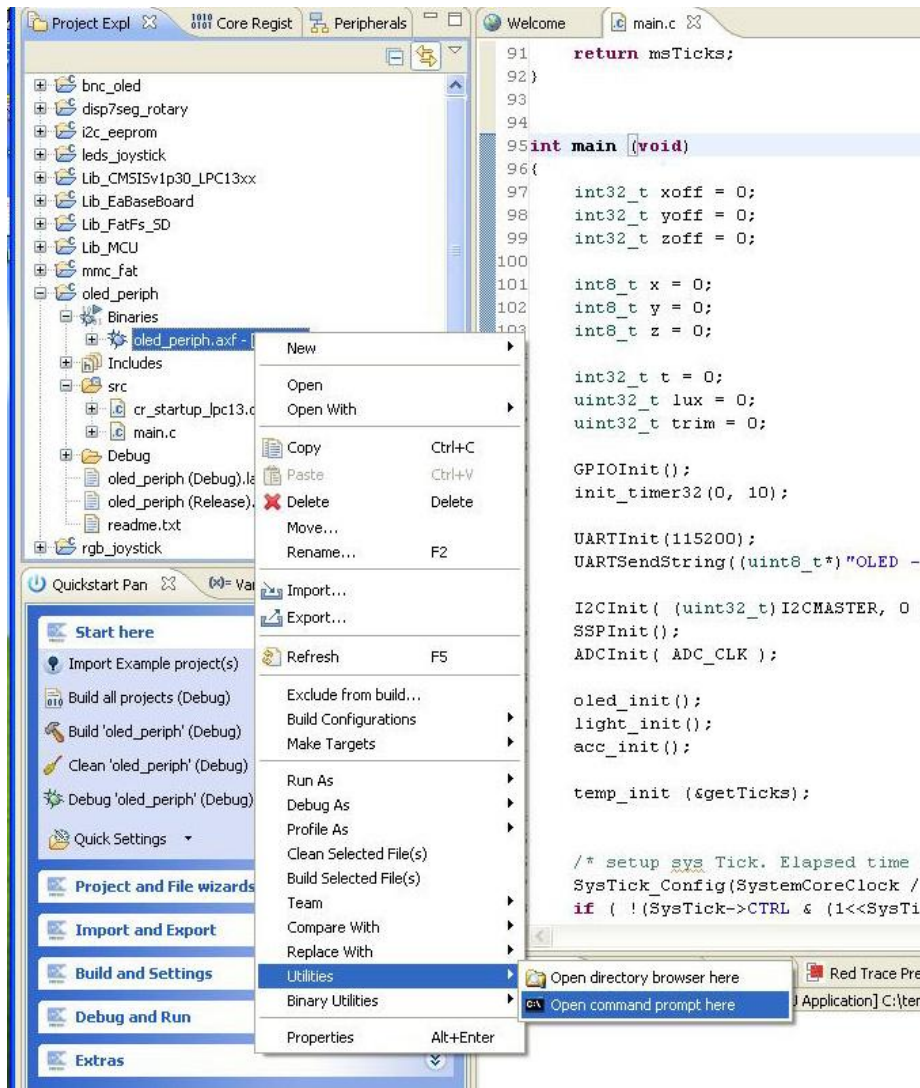 Project Expl
1010 0101 Core Regist
Peripherals
bnc_oled
disp7seg_rotary
i2c_eeprom
leds_joystick
Lib_CMSISv1p30_LPC13xx
Lib_EaBaseBoard
Lib_FatFs_SD
Lib_MCU
mmc_fat
oled_periph
Binaries
oled_periph.axf - [
Includes
src
cr_startup_lpc13.c
main.c
Debug
oled_periph (Debug).la
oled_periph (Release).
readme.txt
rgb_joystick
Quickstart Pan
(x)= Va
Start here
Import Example project(s)
Build all projects (Debug)
Build 'oled_periph' (Debug)
Clean 'oled_periph' (Debug)
Debug 'oled_periph' (Debug)
Quick Settings
Project and File wizards
Import and Export
Build and Settings
Debug and Run
Extras
New
Open
Open With
Copy Ctrl+C
Paste Ctrl+V
Delete Delete
Move...
Rename... F2
Import...
Export...
Refresh F5
Exclude from build...
Build Configurations
Make Targets
Run As
Debug As
Profile As
Clean Selected File(s)
Build Selected File(s)
Team
Compare With
Replace With
Utilities
Binary Utilities
Properties Alt+Enter
Open directory browser here
Open command prompt here
Welcome
main.c
91 return msTicks;
92 }
93
94
95 int main (void)
96 {
97 int32_t xoff = 0;
98 int32_t yoff = 0;
99 int32_t zoff = 0;
100
101 int8_t x = 0;
102 int8_t y = 0;
103 int8_t z = 0;
int32_t t = 0;
uint32_t lux = 0;
uint32_t trim = 0;
GPIOInit();
init_timer32(0, 10);
UARTInit(115200);
UARTSendString((uint8_t*)"OLED -
I2CInit( (uint32_t)I2CMASTER, 0
SSPInit();
ADCInit( ADC_CLK );
oled_init();
light_init();
acc_init();
temp_init (&getTicks);
/* setup sys Tick. Elapsed time
SysTick_Config(SystemCoreClock /
if ( !(SysTick->CTRL & (1<<SysTi
Red Trace Pre
Application] C:\ter